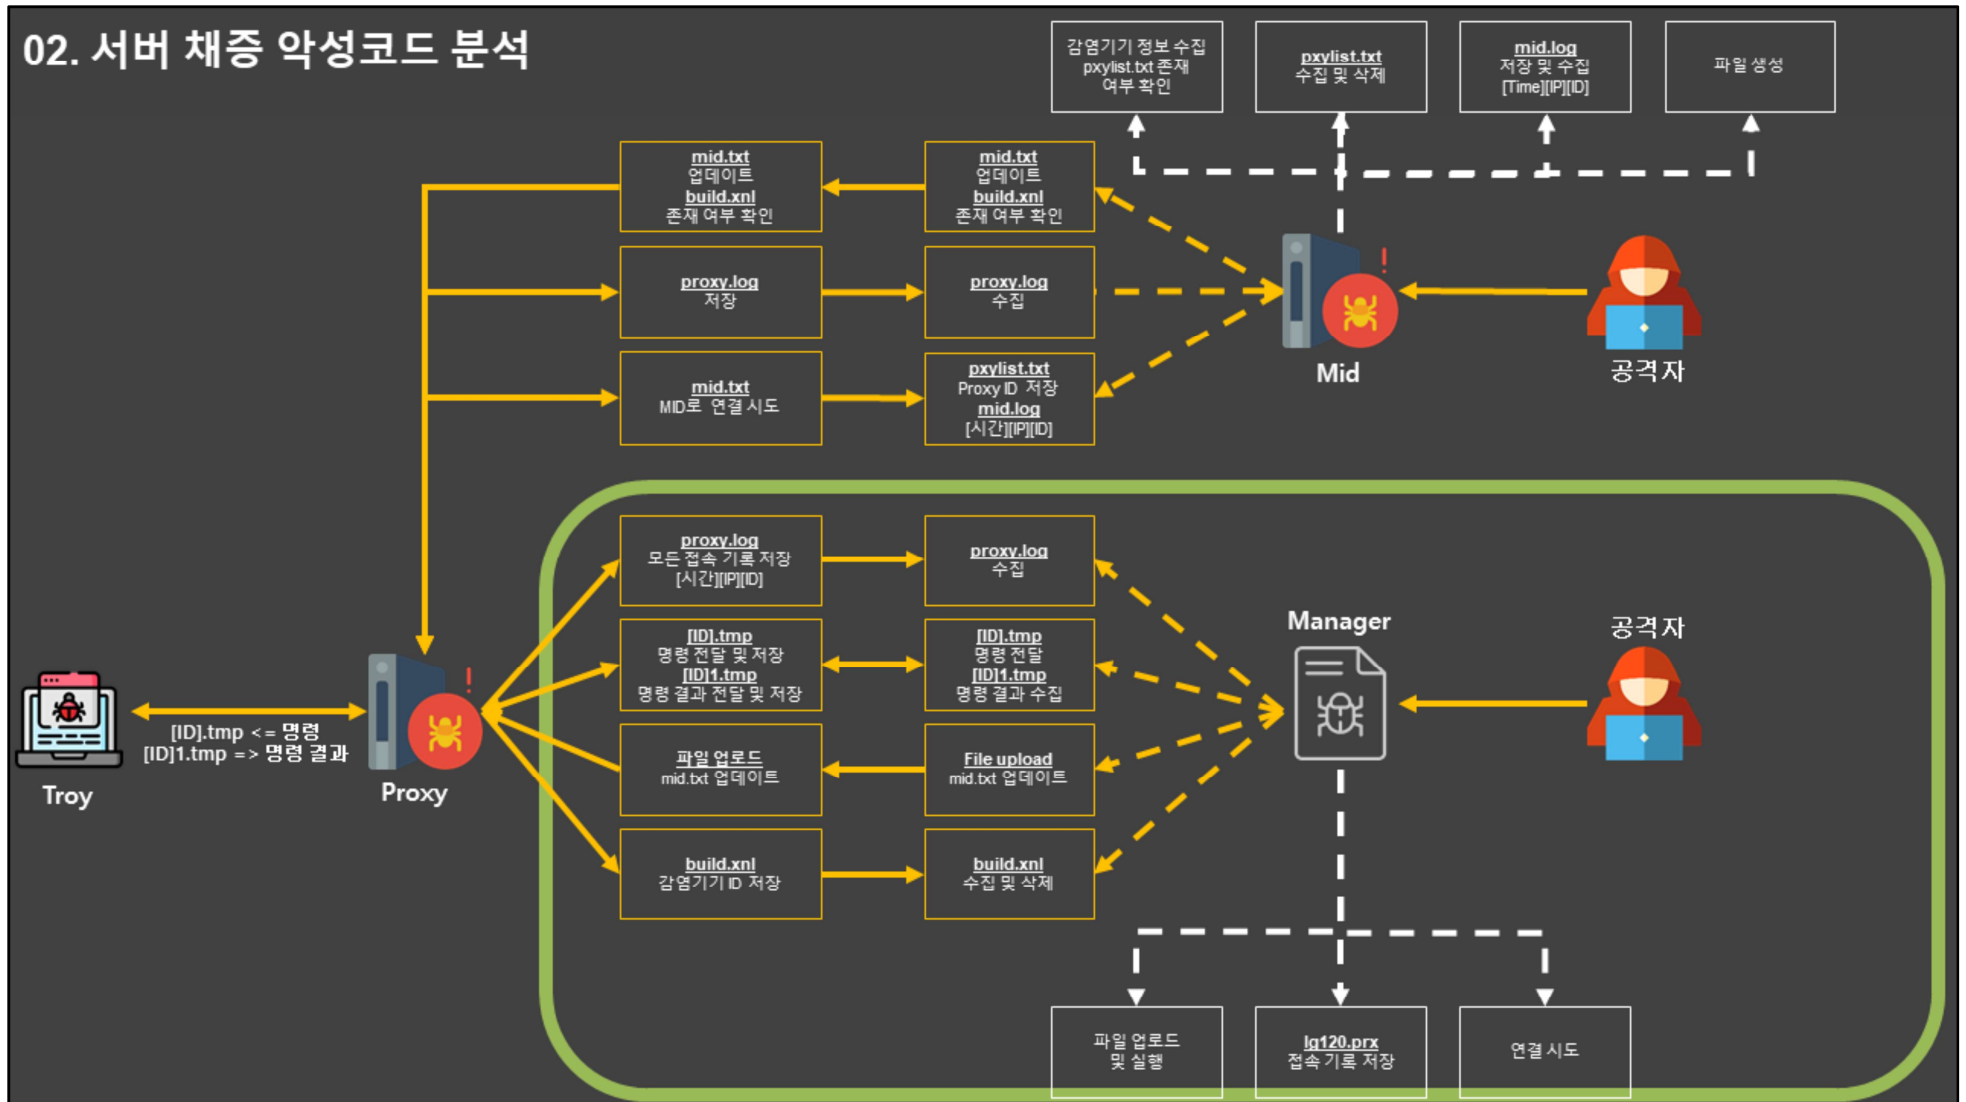 02. 서버 채증 악성코드 분석
감염기기 정보 수집
pxylist.txt 존재
여부 확인
pxylist.txt
수집 및 삭제
mid.log
저장 및 수집
[Time][IP][ID]
파일 생성
mid.txt
업데이트
build.xnl
존재 여부 확인
mid.txt
업데이트
build.xnl
존재 여부 확인
proxy.log
저장
proxy.log
수집
mid.txt
MID로 연결 시도
pxylist.txt
Proxy ID 저장
mid.log
[시간][IP][ID]
Mid
공격자
proxy.log
모든 접속 기록 저장
[시간][IP][ID]
proxy.log
수집
[ID].tmp
명령 전달 및 저장
[ID]1.tmp
명령 결과 전달 및 저장
[ID].tmp
명령 전달
[ID]1.tmp
명령 결과 수집
파일 업로드
mid.txt 업데이트
File upload
mid.txt 업데이트
build.xnl
감염기기 ID 저장
build.xnl
수집 및 삭제
Manager
공격자
[ID].tmp <= 명령
[ID]1.tmp => 명령 결과
Troy
Proxy
파일 업로드
및 실행
lg120.prx
접속 기록 저장
연결 시도